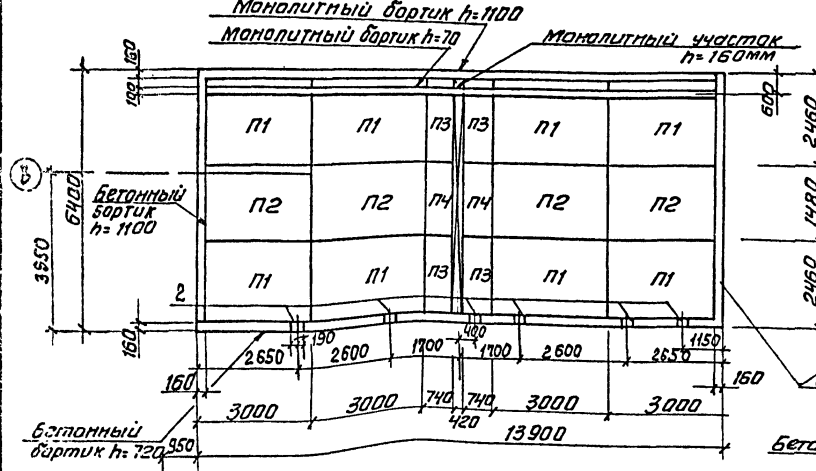 Монолитный бортик h=1100
Монолитный бортик h=70
Монолитный участок
h=160мм
160
100
600
2460
П1 П1 П3 П3 П1 П1
6400
Бетонный
бортик
h=1100
П2 П2 П4 П4 П2 П2
1480
3950
П1 П1 П3 П3 П1 П1
2460
2
160
190
400
1150
2650 2600 1700 1700 2600 2650
160
160
3000 3000 740 740 3000 3000
420
Бетонный
бортик h=720
950
13900